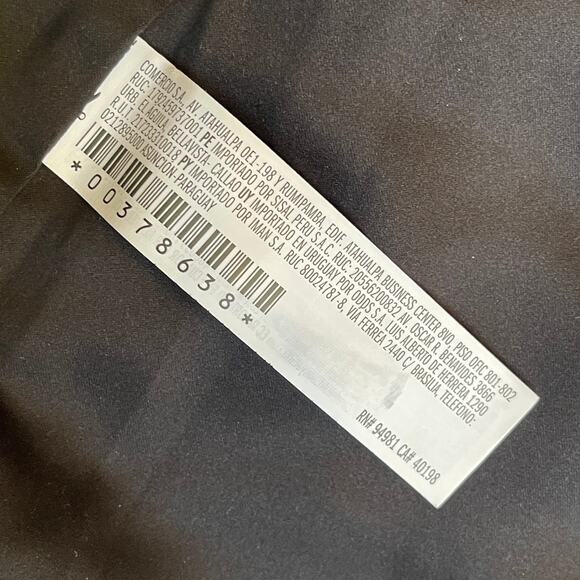 COMERCIO S.A., AV. ATAHUALPA OE1-198 Y RUMIPAMBA, EDIF. ATAHUALPA BUSINESS CENTER 8VO, PISO OFIC 801-802
RUC: 1792459737001 PE IMPORTADO POR SISAL PERU S.A.C. RUC: 20556200832 AV. OSCAR R. BENAVIDES 3866
URB. EL AGUILA, BELLAVISTA- CALLAO UY IMPORTADO EN URUGUAY POR ODDS S.A. LUIS ALBERTO DE HERRERA 1290
R.U.T. 217233310018 PY IMPORTADO POR IMAN S.A. RUC 80024787-8, VIA FERREA 2440 C/ BRASILIA, TELEFONO:
021289500 ASUNCION-PARAGUAY
*00378638*
RN# 94981 CA# 40198